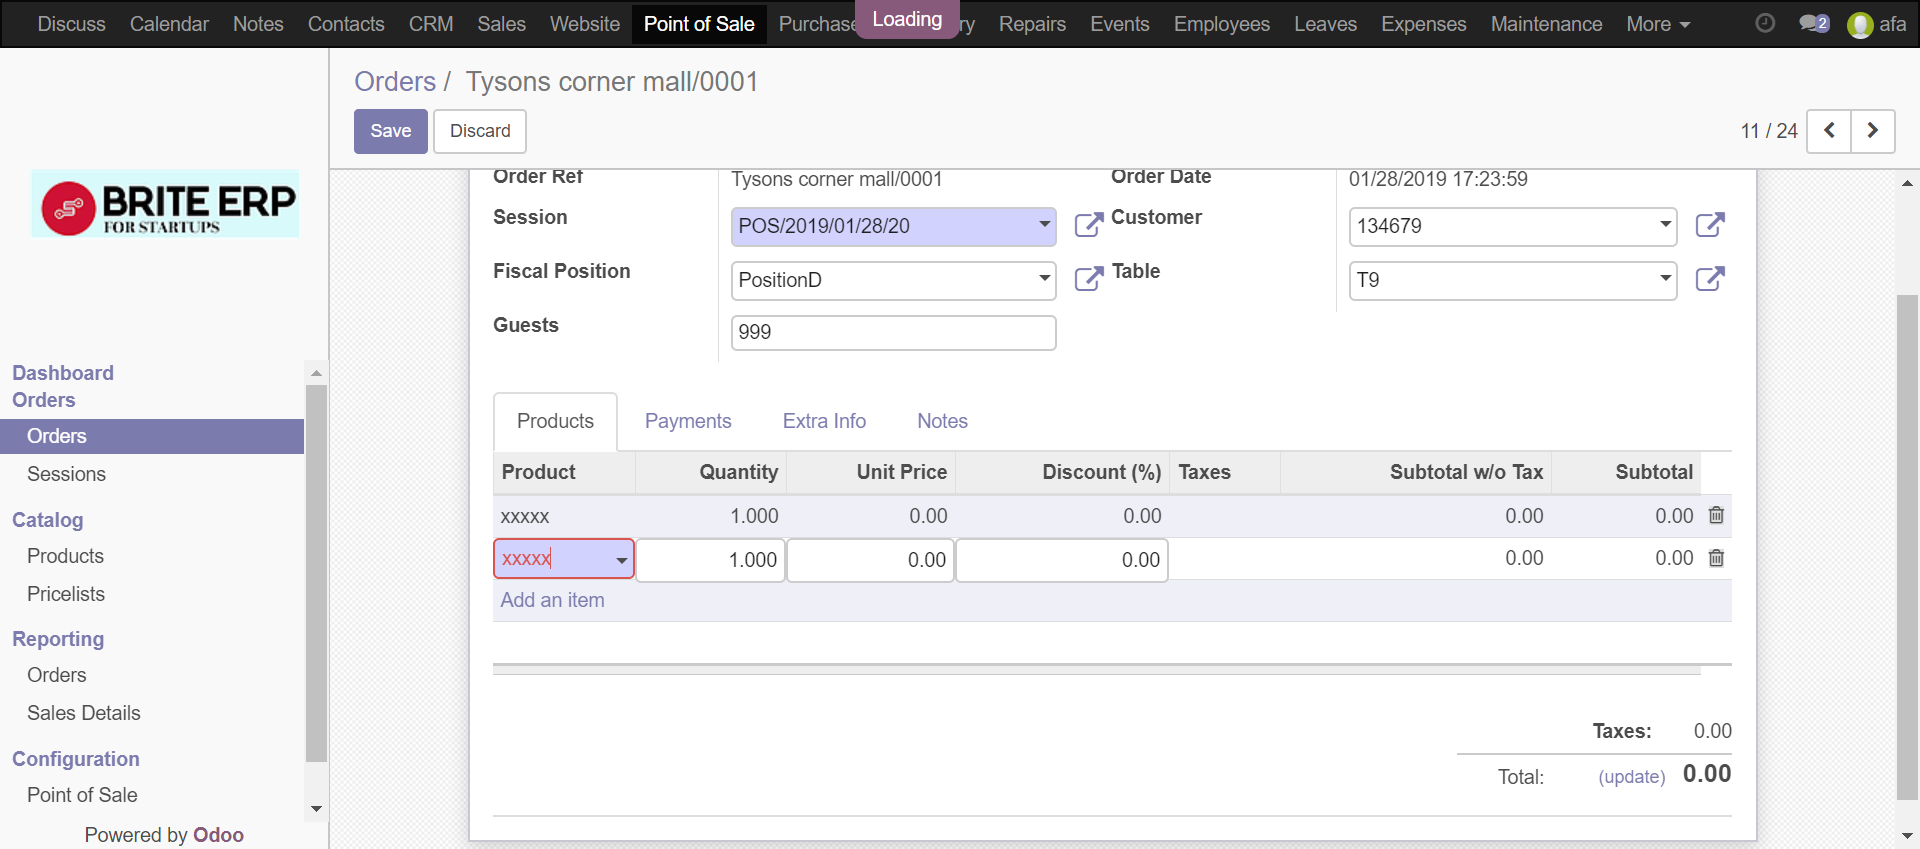 Discuss Calendar Notes Contacts CRM Sales Website Point of Sale Purchase Loading ry Repairs Events Employees Leaves Expenses Maintenance More 2 afa
Orders / Tysons corner mall/0001
Save Discard
11 / 24
BRITE ERP
FOR STARTUPS
Dashboard
Orders
Orders
Sessions
Catalog
Products
Pricelists
Reporting
Orders
Sales Details
Configuration
Point of Sale
Powered by Odoo
Order Ref Tysons corner mall/0001 Order Date 01/28/2019 17:23:59
Session POS/2019/01/28/20 Customer 134679
Fiscal Position PositionD Table T9
Guests 999
Products Payments Extra Info Notes
Product Quantity Unit Price Discount (%) Taxes Subtotal w/o Tax Subtotal
xxxxx 1.000 0.00 0.00 0.00 0.00
xxxxx 1.000 0.00 0.00 0.00 0.00
Add an item
Taxes: 0.00
Total: (update) 0.00